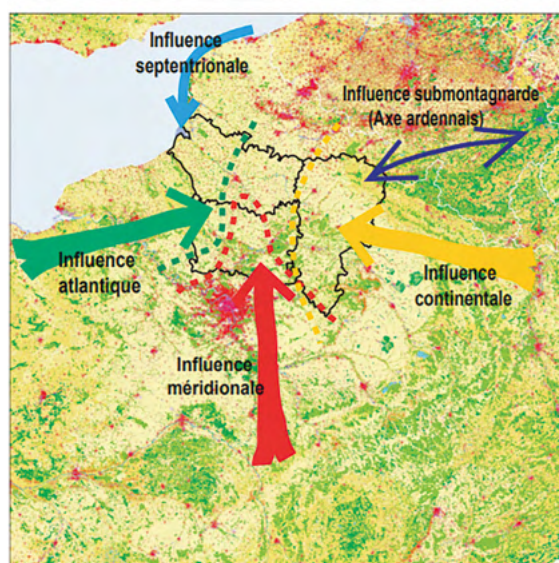 Influence
septentrionale
Influence submontagnarde
(Axe ardennais)
Influence
atlantique
Influence
continentale
Influence
méridionale